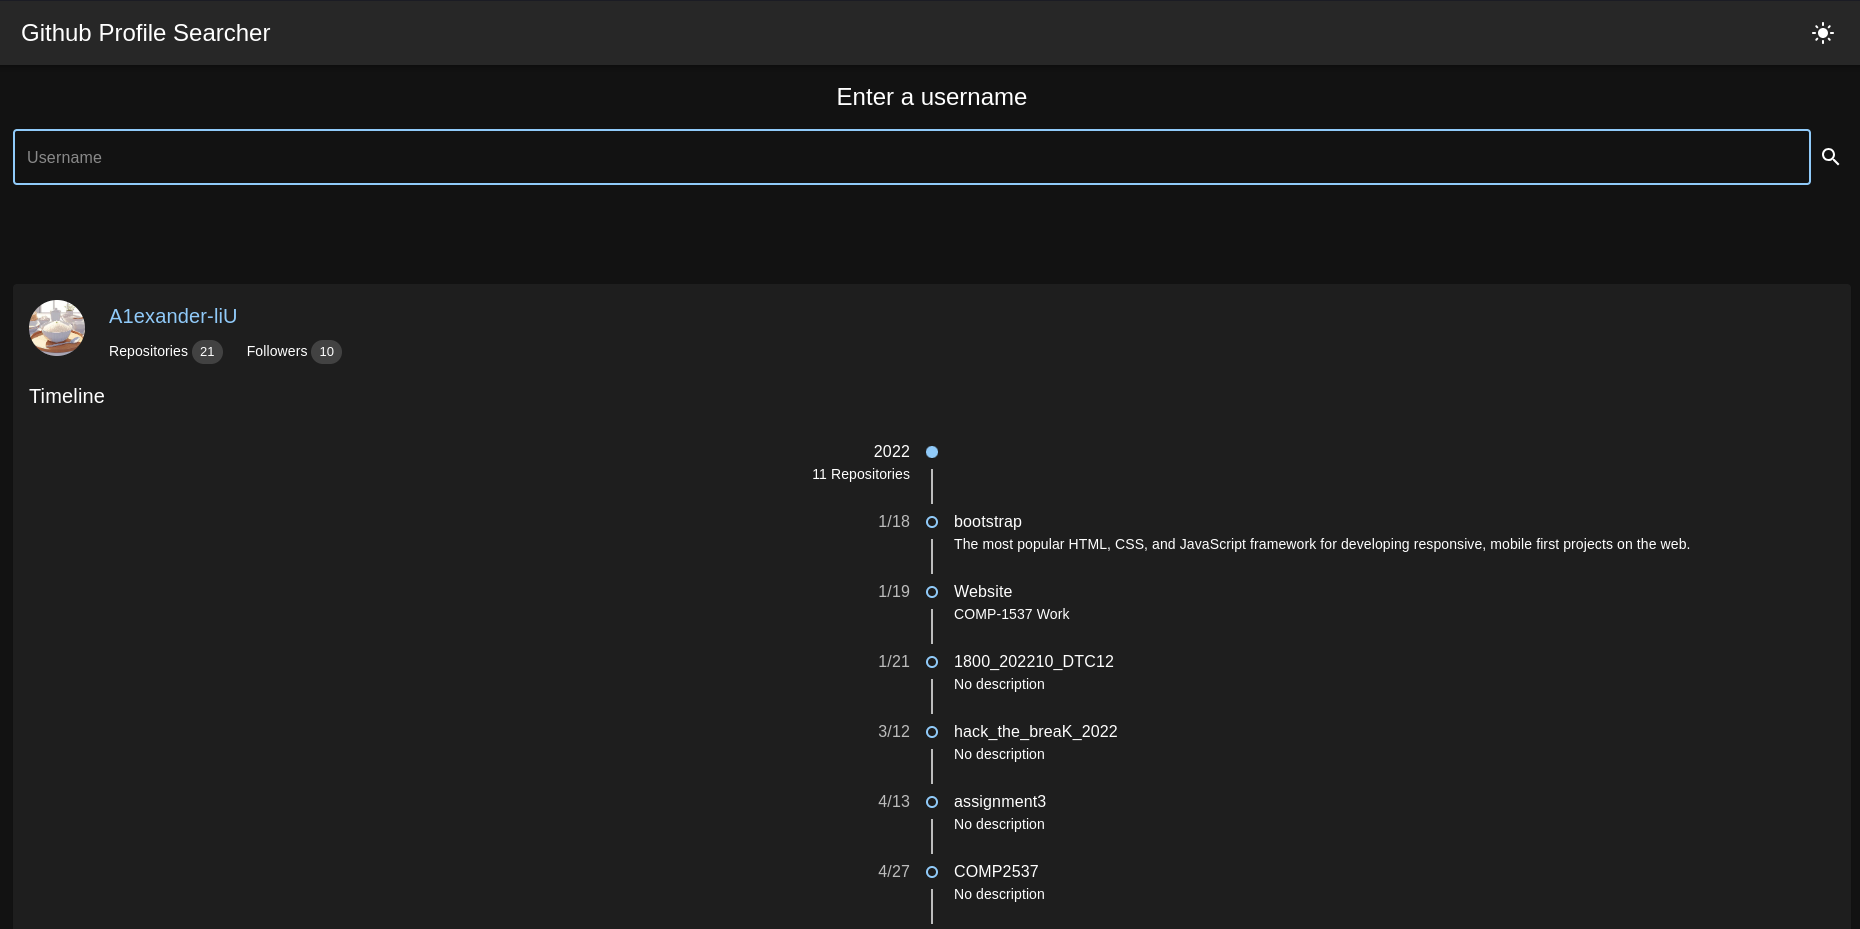 Github Profile Searcher
Enter a username
Username
A1exander-liU
Repositories 21 Followers 10
Timeline
2022
11 Repositories
1/18 bootstrap
The most popular HTML, CSS, and JavaScript framework for developing responsive, mobile first projects on the web.
1/19 Website
COMP-1537 Work
1/21 1800_202210_DTC12
No description
3/12 hack_the_breaK_2022
No description
4/13 assignment3
No description
4/27 COMP2537
No description